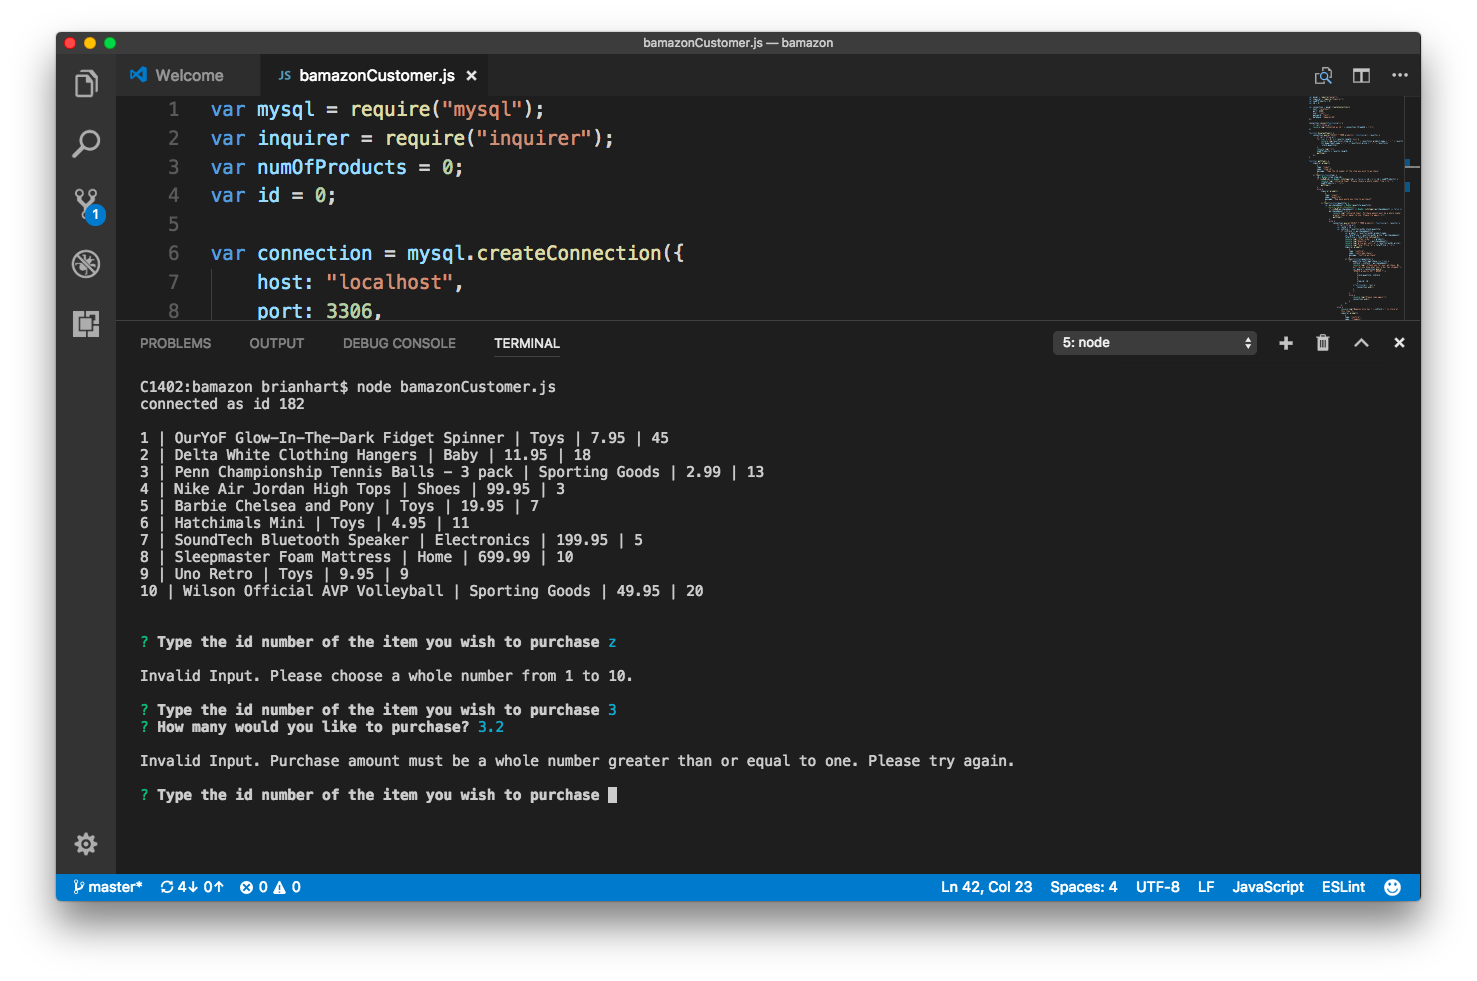 bamazonCustomer.js — bamazon
Welcome
JS bamazonCustomer.js ×
1 var mysql = require("mysql");
2 var inquirer = require("inquirer");
3 var numOfProducts = 0;
4 var id = 0;
5
6 var connection = mysql.createConnection({
7 host: "localhost",
8 port: 3306,
1
PROBLEMS OUTPUT DEBUG CONSOLE TERMINAL 5: node
C1402:bamazon brianhart$ node bamazonCustomer.js
connected as id 182
1 | OurYoF Glow-In-The-Dark Fidget Spinner | Toys | 7.95 | 45
2 | Delta White Clothing Hangers | Baby | 11.95 | 18
3 | Penn Championship Tennis Balls - 3 pack | Sporting Goods | 2.99 | 13
4 | Nike Air Jordan High Tops | Shoes | 99.95 | 3
5 | Barbie Chelsea and Pony | Toys | 19.95 | 7
6 | Hatchimals Mini | Toys | 4.95 | 11
7 | SoundTech Bluetooth Speaker | Electronics | 199.95 | 5
8 | Sleepmaster Foam Mattress | Home | 699.99 | 10
9 | Uno Retro | Toys | 9.95 | 9
10 | Wilson Official AVP Volleyball | Sporting Goods | 49.95 | 20
? Type the id number of the item you wish to purchase z
Invalid Input. Please choose a whole number from 1 to 10.
? Type the id number of the item you wish to purchase 3
? How many would you like to purchase? 3.2
Invalid Input. Purchase amount must be a whole number greater than or equal to one. Please try again.
? Type the id number of the item you wish to purchase
master* 4↓ 0↑ 0 0 Ln 42, Col 23 Spaces: 4 UTF-8 LF JavaScript ESLint